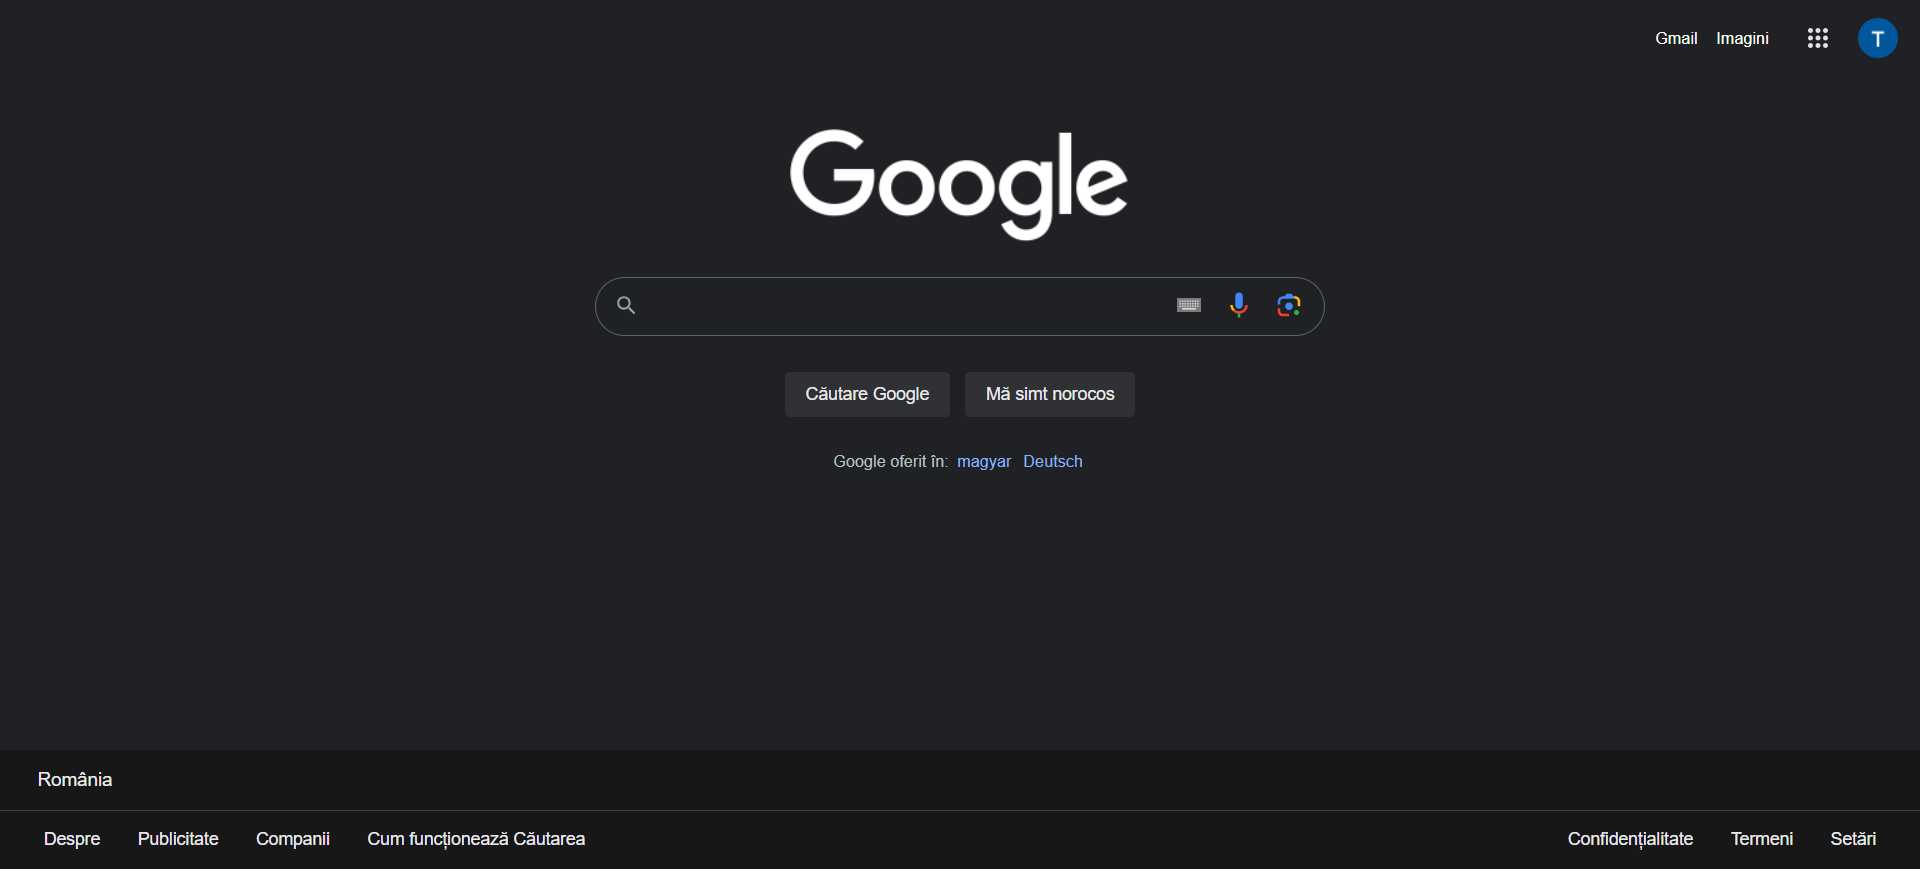 Gmail Imagini T
Google
Căutare Google Mă simt norocos
Google oferit în: magyar Deutsch
România
Despre Publicitate Companii Cum funcționează Căutarea Confidențialitate Termeni Setări